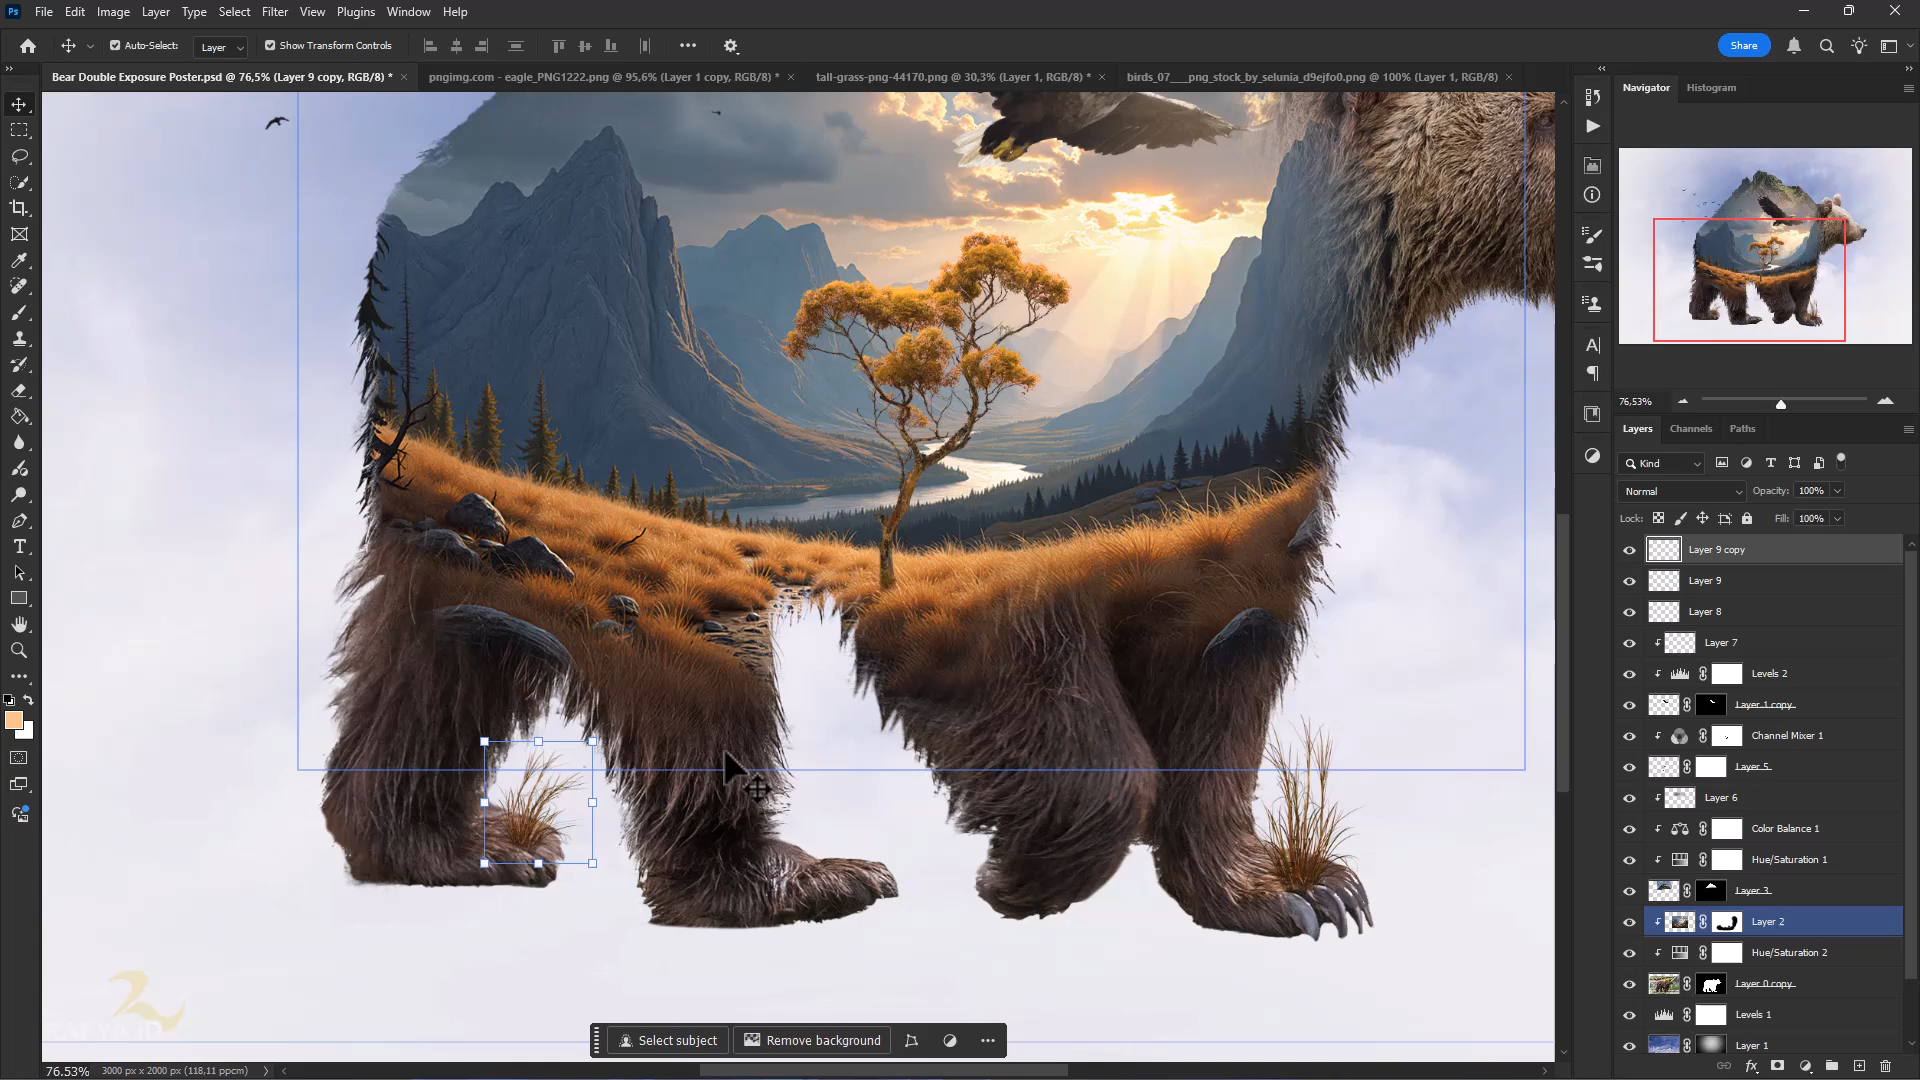 Ps File Edit Image Layer Type Select Filter View Plugins Window Help
Auto-Select: Layer Show Transform Controls Share
Bear Double Exposure Poster.psd @ 76,5% (Layer 9 copy, RGB/8) *
pngimg.com - eagle_PNG1222.png @ 95,6% (Layer 1 copy, RGB/8) *
tall-grass-png-44170.png @ 30,3% (Layer 1, RGB/8) *
birds_07___png_stock_by_selunia_d9ejfo0.png @ 100% (Layer 1, RGB/8)
Navigator Histogram
76,53%
Layers Channels Paths
Kind
Normal Opacity: 100%
Lock: Fill: 100%
Layer 9 copy
Layer 9
Layer 8
Layer 7
Levels 2
Layer 1 copy
Channel Mixer 1
Layer 5
Layer 6
Color Balance 1
Hue/Saturation 1
Layer 3
Layer 2
Hue/Saturation 2
Layer 0 copy
Levels 1
Layer 1
Select subject Remove background
76.53% 3000 px x 2000 px (118,11 ppcm)